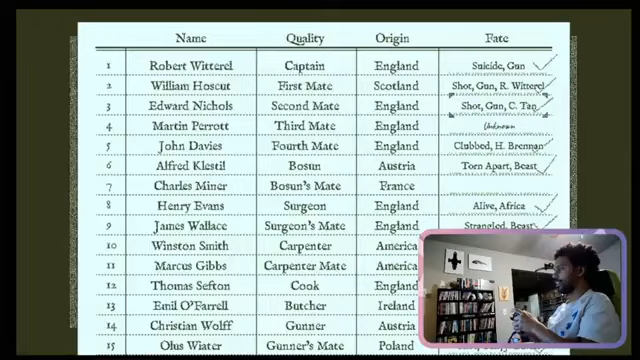 Name Quality Origin Fate
1 Robert Witterel Captain England Suicide, Gun
2 William Hoscut First Mate Scotland Shot, Gun, R. Witterel
3 Edward Nichols Second Mate England Shot, Gun, C. Tan
4 Martin Perrott Third Mate England Unknown
5 John Davies Fourth Mate England Clubbed, H. Brennan
6 Alfred Klestil Bosun Austria Torn Apart, Beast
7 Charles Miner Bosun's Mate France
8 Henry Evans Surgeon England Alive, Africa
9 James Wallace Surgeon's Mate England Strangled, Beast
10 Winston Smith Carpenter America
11 Marcus Gibbs Carpenter Mate America
12 Thomas Sefton Cook England
13 Emil O'Farrell Butcher Ireland
14 Christian Wolff Gunner Austria
15 Olus Wiater Gunner's Mate Poland